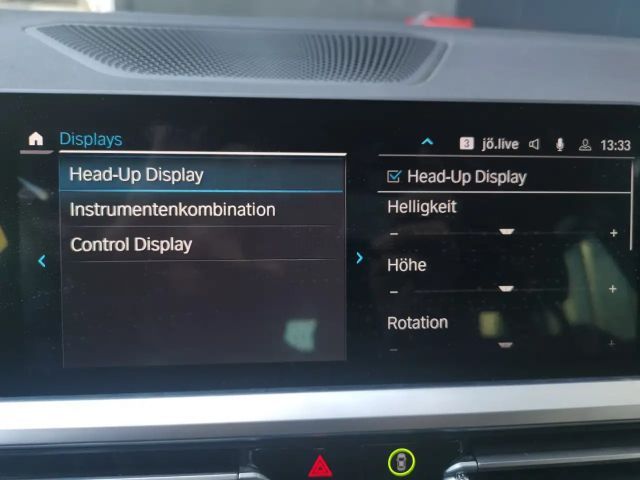 Displays
3 jö.live 13:33
Head-Up Display
Instrumentenkombination
Control Display
Head-Up Display
Helligkeit
- +
Höhe
- +
Rotation
-